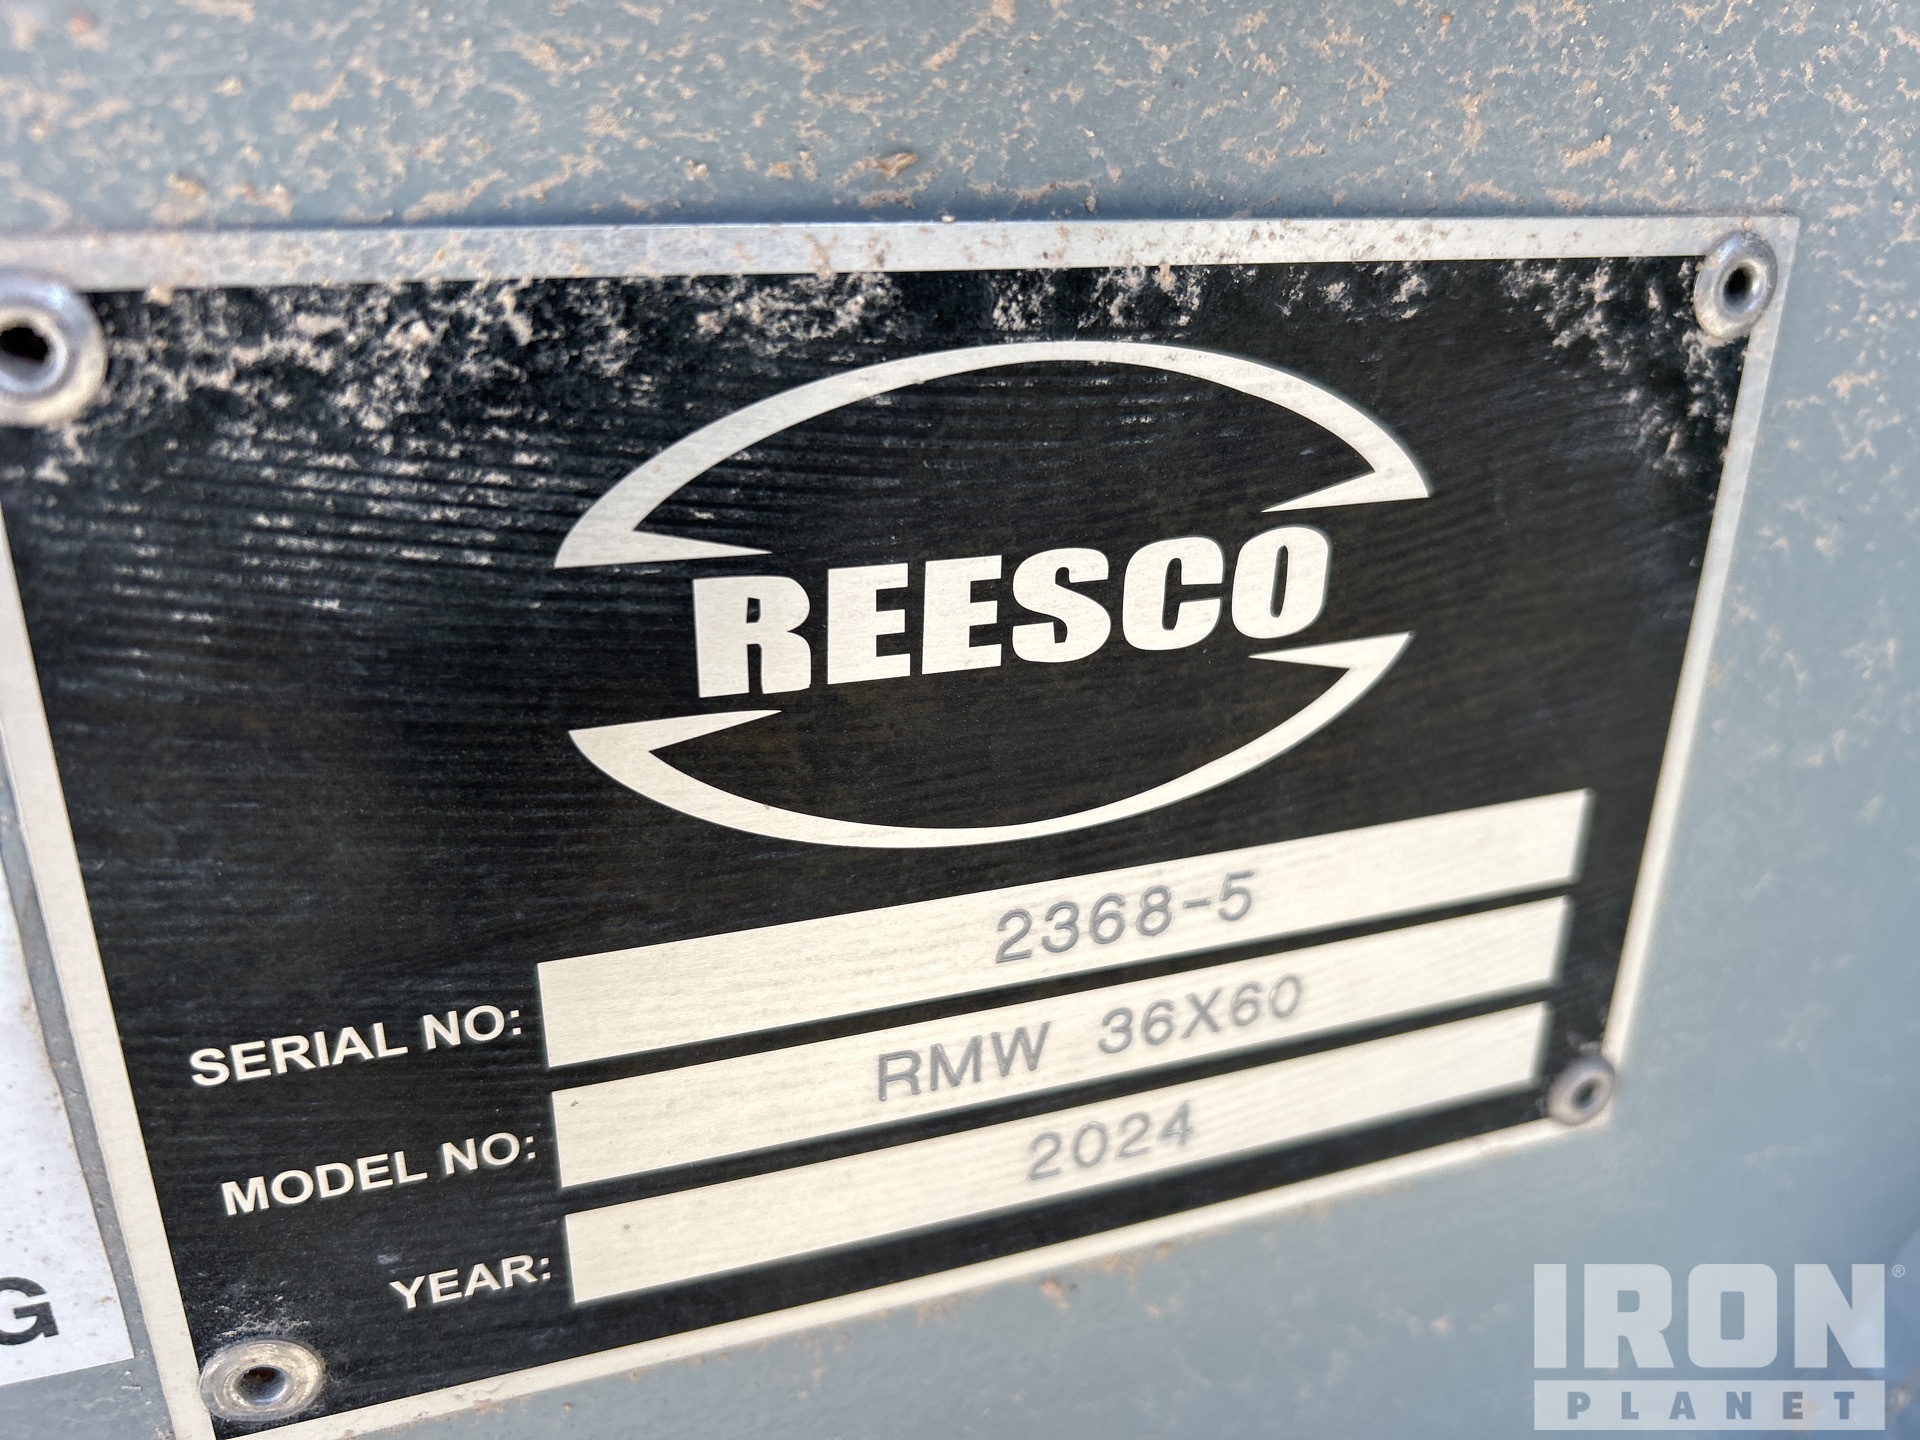 REESCO
SERIAL NO: 2368-5
MODEL NO: RMW 36X60
YEAR: 2024
G
IRON®
PLANET